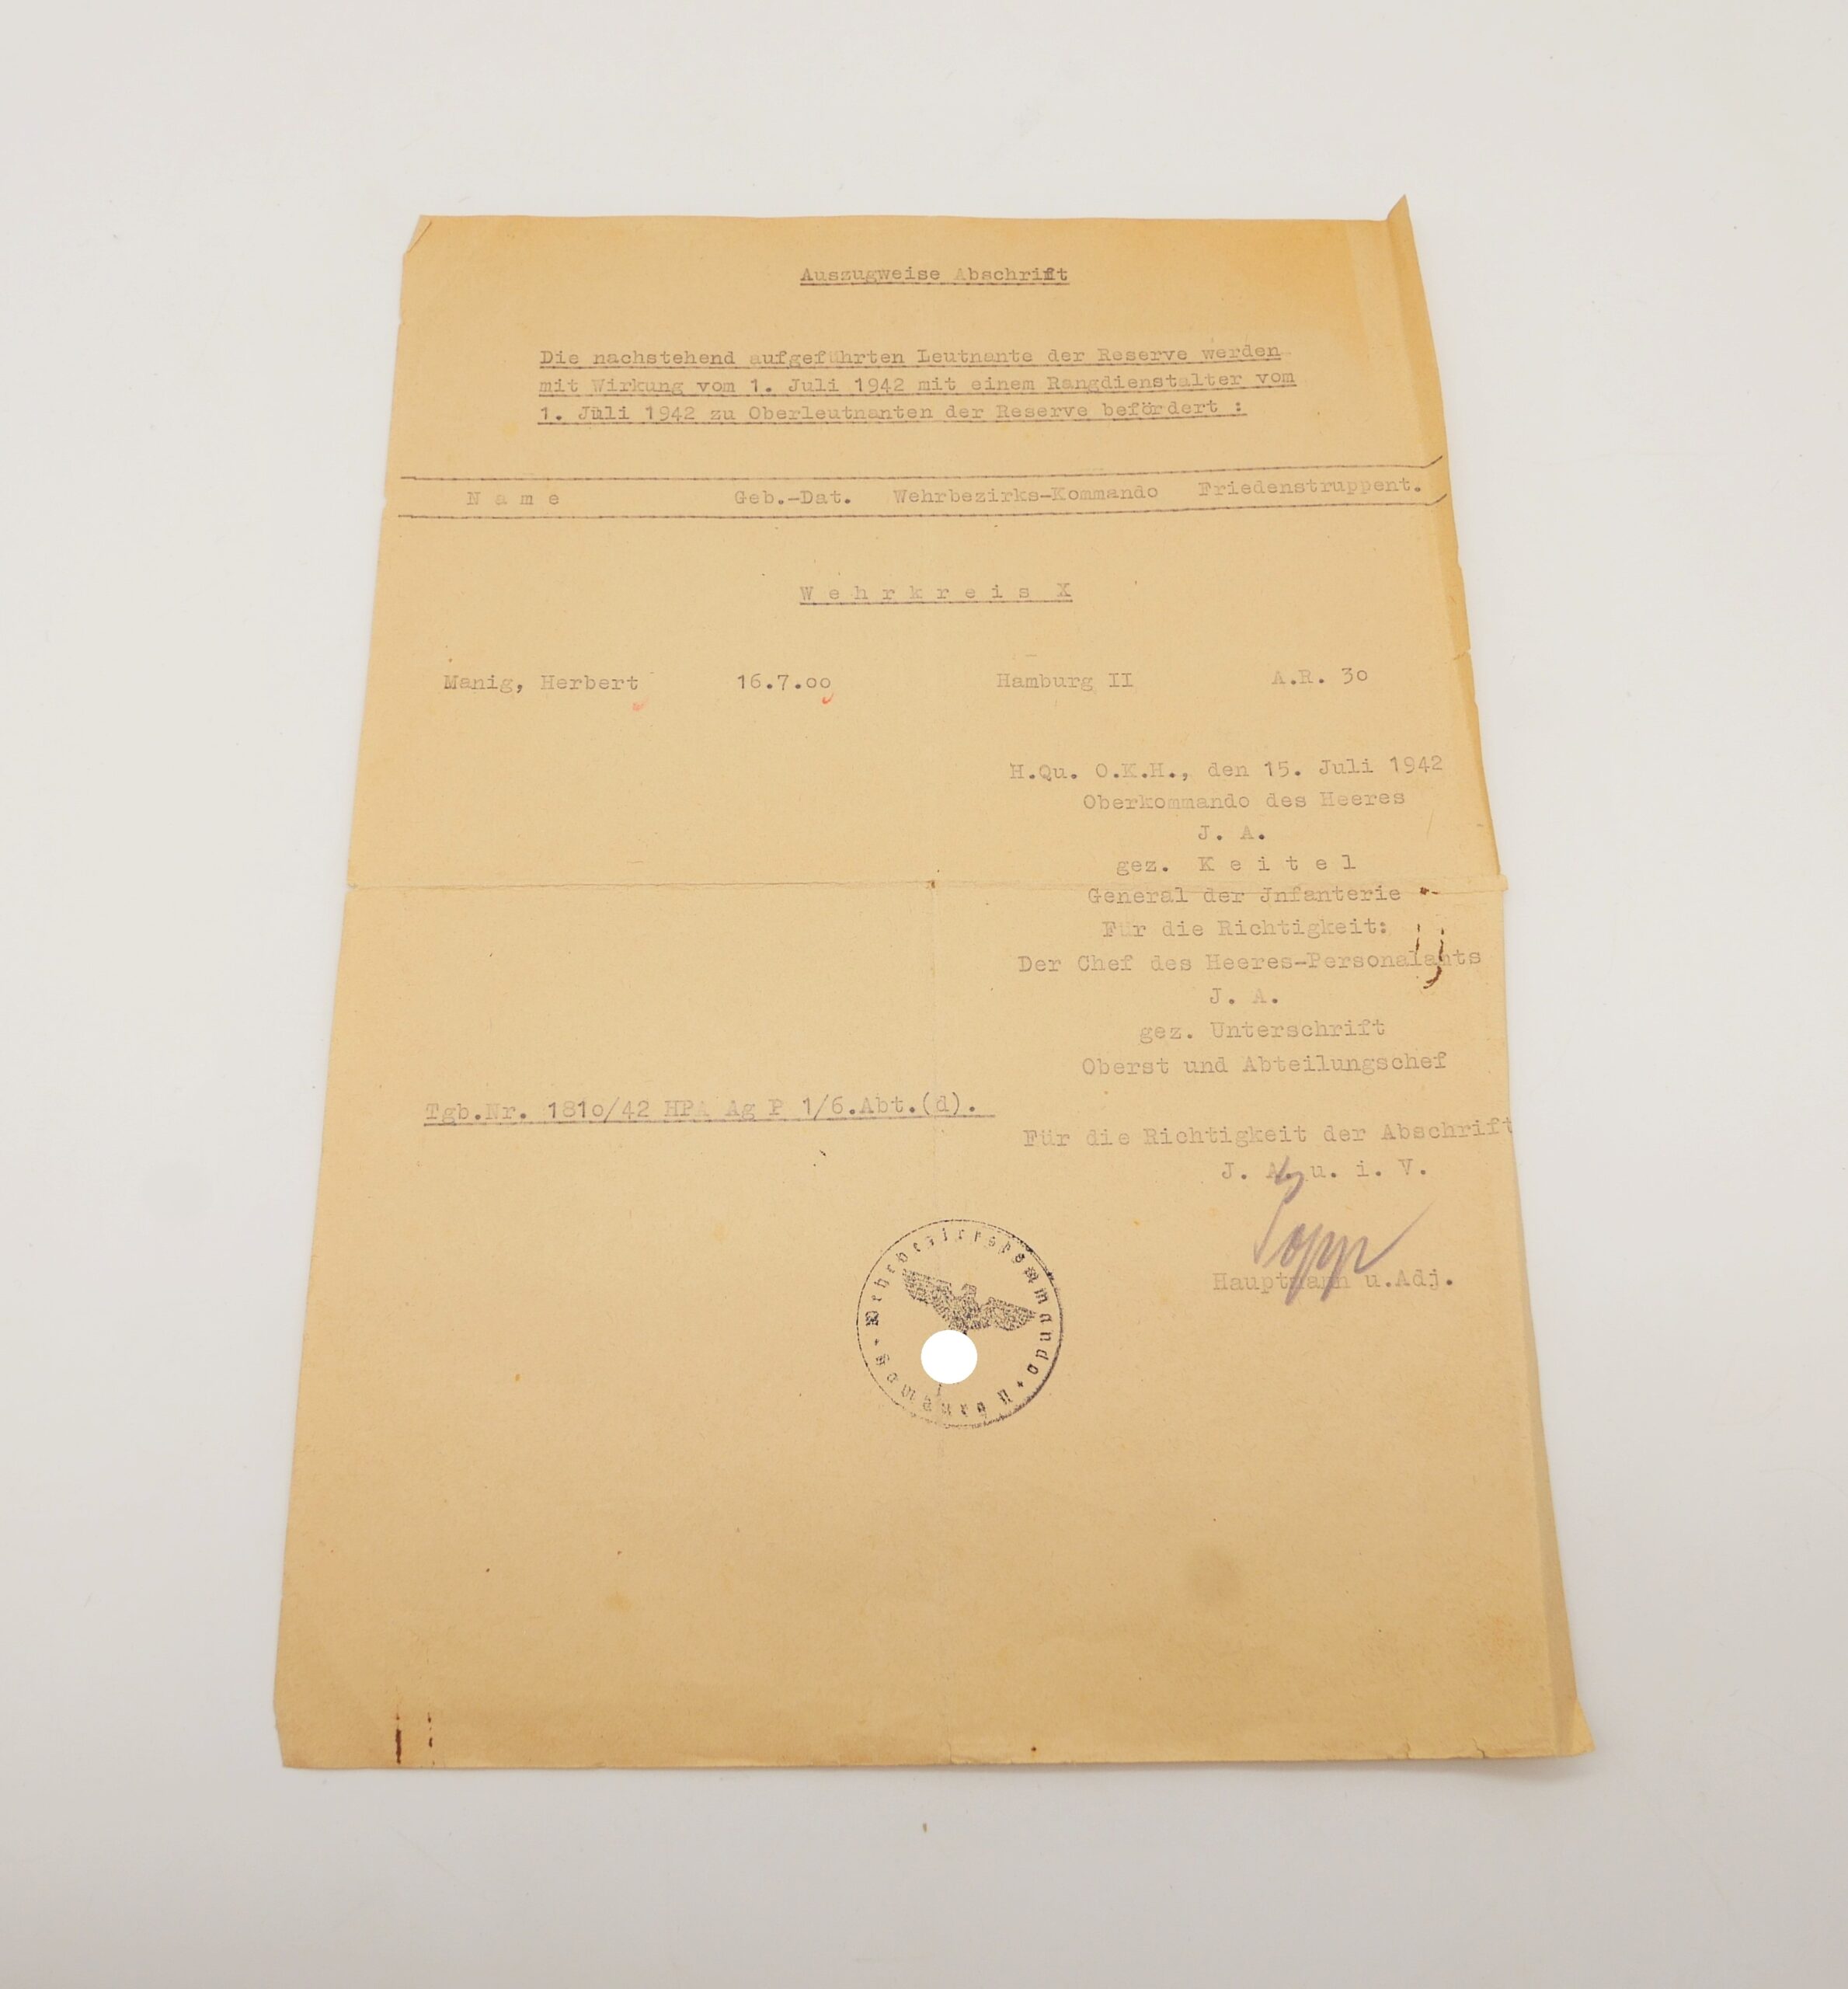 Auszugweise Abschrift
Die nachstehend aufgeführten Leutnante der Reserve werden
mit Wirkung vom 1. Juli 1942 mit einem Rangdienstalter vom
1. Juli 1942 zu Oberleutnanten der Reserve befördert :
N a m e Geb.-Dat. Wehrbezirks-Kommando Friedenstruppent.
W e h r k r e i s X
Manig, Herbert 16.7.oo Hamburg II A.R. 3o
H.Qu. O.K.H., den 15. Juli 1942
Oberkommando des Heeres
J. A.
gez. K e i t e l
General der Jnfanterie
Für die Richtigkeit:
Der Chef des Heeres-Personalamts
J. A.
gez. Unterschrift
Oberst und Abteilungschef
Tgb.Nr. 181o/42 HPA Ag P 1/6.Abt.(d).
Für die Richtigkeit der Abschrift
J. A. u. i. V.
Hauptmann u.Adj.
Wehrbezirkskommando
Hamburg II